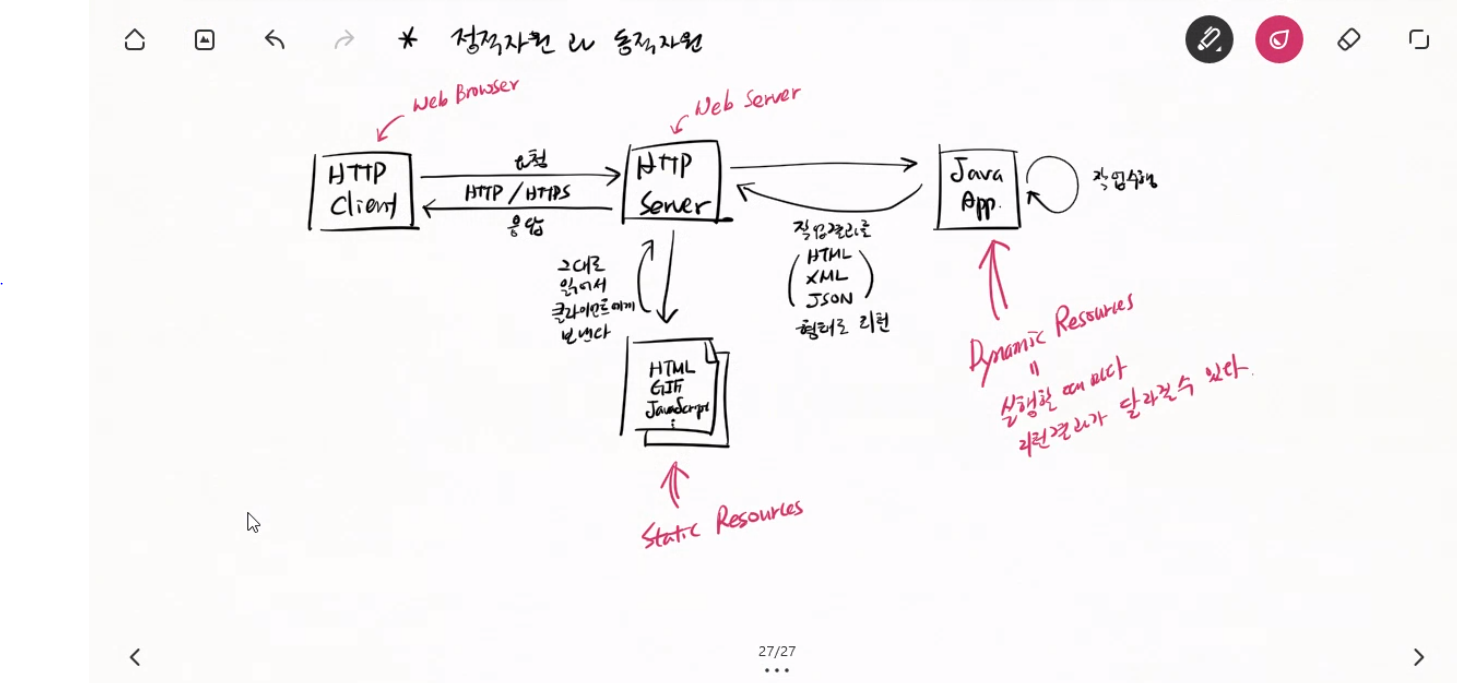 * 정적자원 과 동적자원
Web Browser
Web Server
HTTP
Client
요청
HTTP / HTTPS
응답
HTTP
Server
Java
App.
작업수행
작업결과를
HTML
XML
JSON
형태로 리턴
그대로
읽어서
클라이언트에게
보낸다
HTML
GIF
JavaScript
⋮
Static Resources
Dynamic Resources
=
실행할 때마다
리턴결과가 달라질수 있다.
27/27